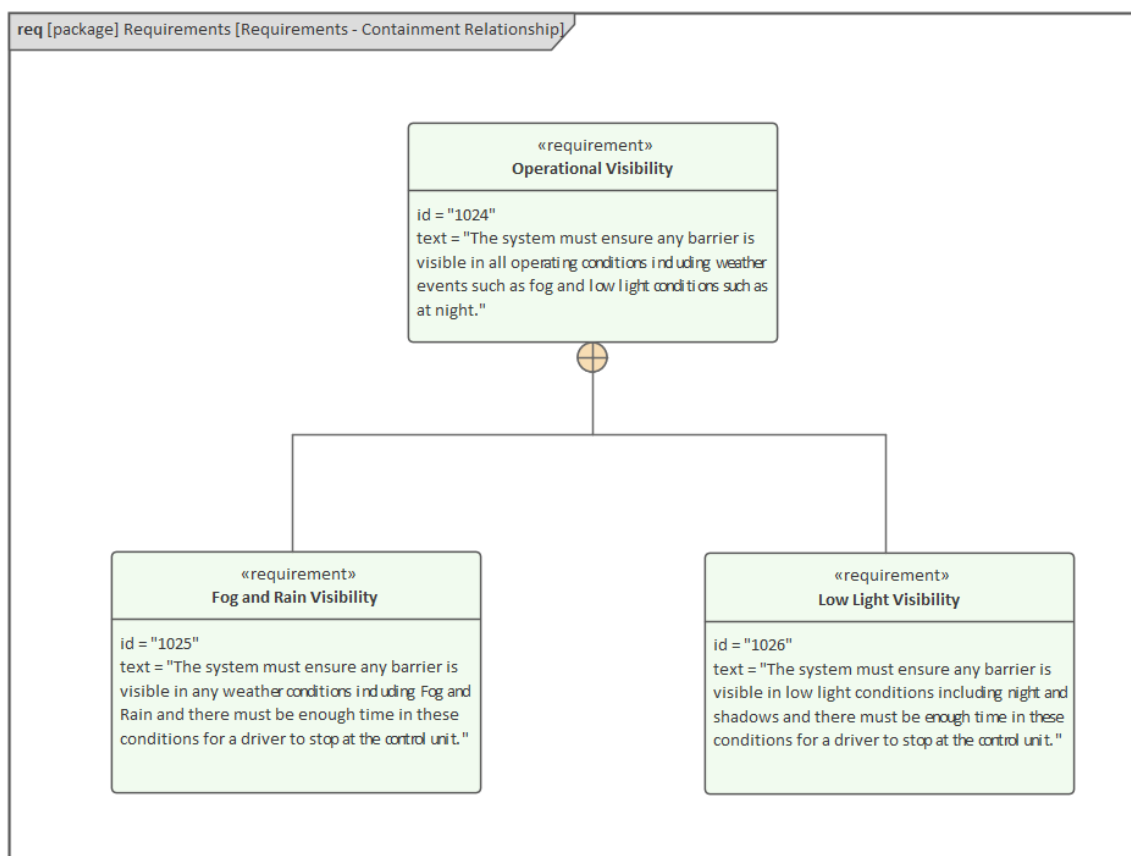 req [package] Requirements [Requirements - Containment Relationship]
«requirement»
Operational Visibility
id = "1024"
text = "The system must ensure any barrier is
visible in all operating conditions including weather
events such as fog and low light conditions such as
at night."
«requirement»
Fog and Rain Visibility
id = "1025"
text = "The system must ensure any barrier is
visible in any weather conditions including Fog and
Rain and there must be enough time in these
conditions for a driver to stop at the control unit."
«requirement»
Low Light Visibility
id = "1026"
text = "The system must ensure any barrier is
visible in low light conditions including night and
shadows and there must be enough time in these
conditions for a driver to stop at the control unit."